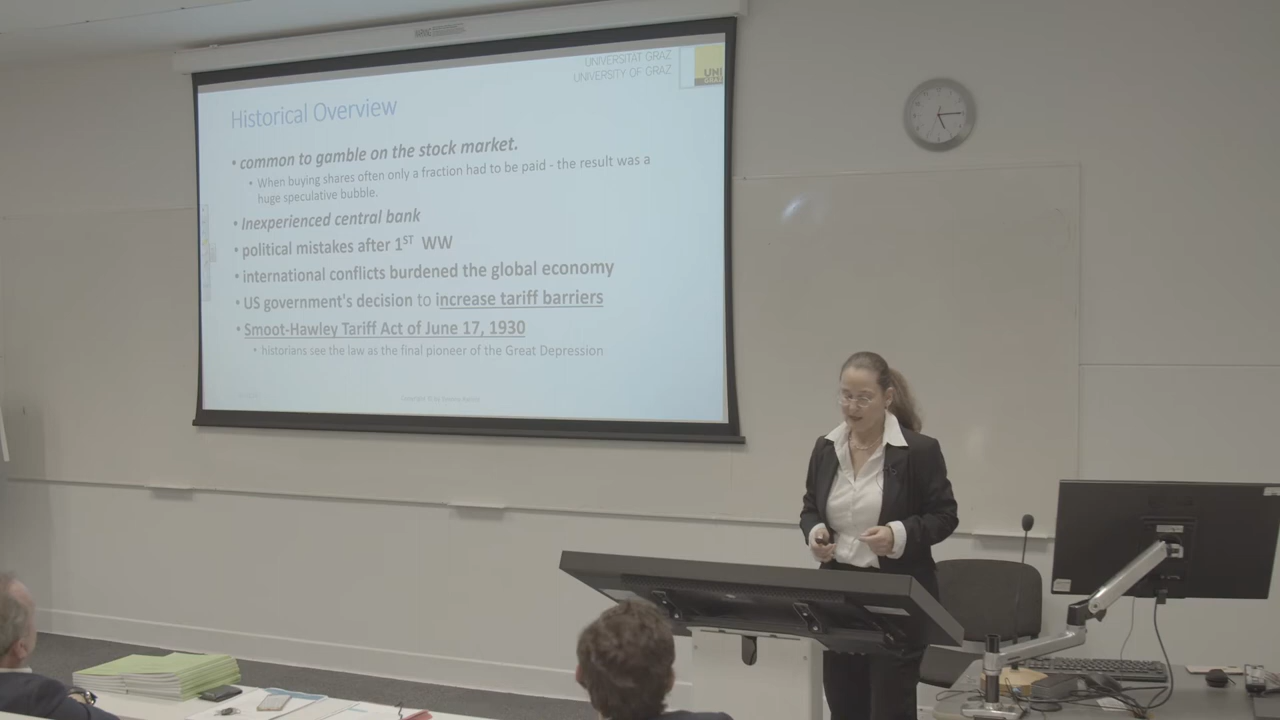 UNIVERSITAT GRAZ
UNIVERSITY OF GRAZ
UNI
GRAZ
Historical Overview
• common to gamble on the stock market.
• When buying shares often only a fraction had to be paid - the result was a
huge speculative bubble.
• Inexperienced central bank
• political mistakes after 1ST WW
• international conflicts burdened the global economy
• US government's decision to increase tariff barriers
• Smoot-Hawley Tariff Act of June 17, 1930
• historians see the law as the final pioneer of the Great Depression